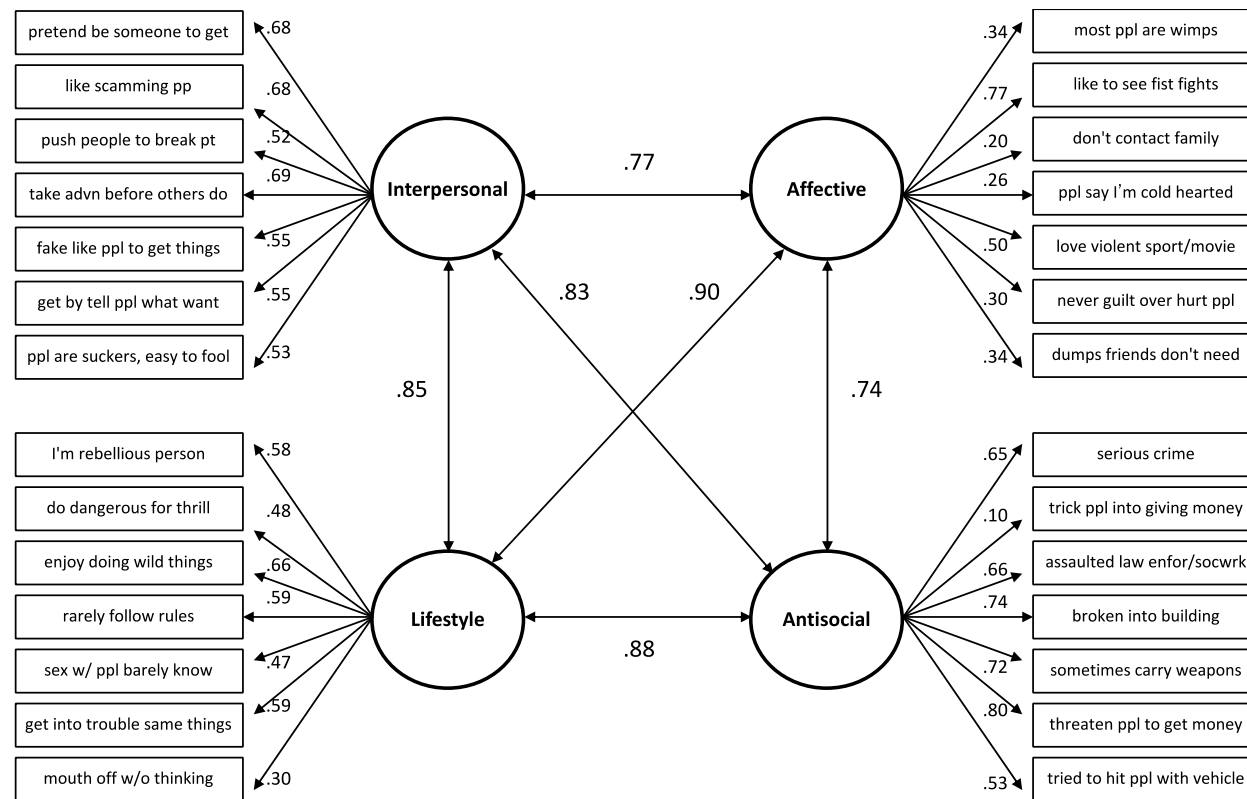 pretend be someone to get
like scamming pp
push people to break pt
take advn before others do
fake like ppl to get things
get by tell ppl what want
ppl are suckers, easy to fool
.68
.68
.52
.69
.55
.55
.53
Interpersonal
.77
Affective
.34
.77
.20
.26
.50
.30
.34
most ppl are wimps
like to see fist fights
don't contact family
ppl say I'm cold hearted
love violent sport/movie
never guilt over hurt ppl
dumps friends don't need
.83
.90
.85
.74
I'm rebellious person
do dangerous for thrill
enjoy doing wild things
rarely follow rules
sex w/ ppl barely know
get into trouble same things
mouth off w/o thinking
.58
.48
.66
.59
.47
.59
.30
Lifestyle
.88
Antisocial
.65
.10
.66
.74
.72
.80
.53
serious crime
trick ppl into giving money
assaulted law enfor/socwrk
broken into building
sometimes carry weapons
threaten ppl to get money
tried to hit ppl with vehicle